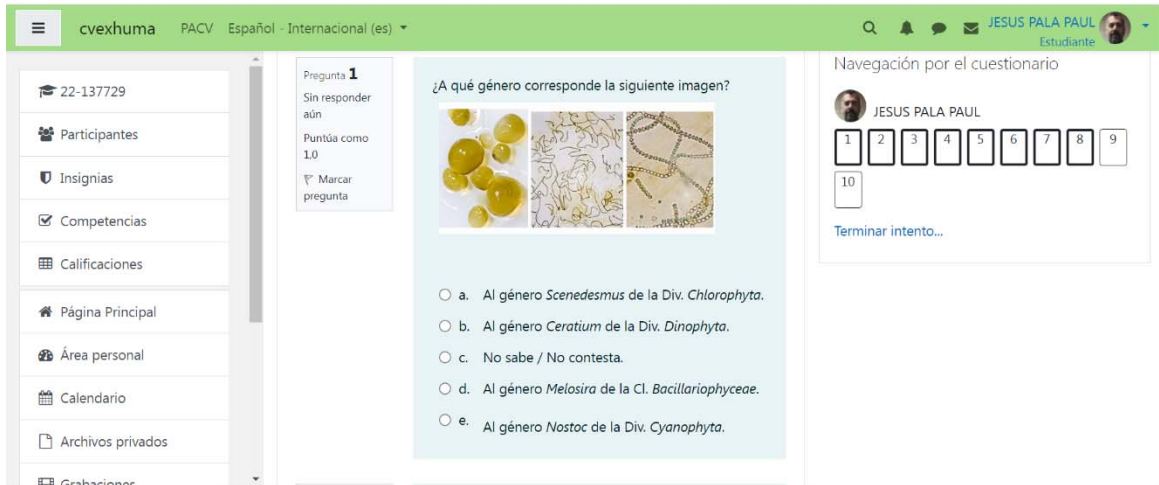 cvexhuma PACV Español - Internacional (es) JESUS PALA PAUL
Estudiante
22-137729
Participantes
Insignias
Competencias
Calificaciones
Página Principal
Área personal
Calendario
Archivos privados
Grabaciones
Pregunta 1
Sin responder
aún
Puntúa como
1,0
Marcar
pregunta
¿A qué género corresponde la siguiente imagen?
a. Al género Scenedesmus de la Div. Chlorophyta.
b. Al género Ceratium de la Div. Dinophyta.
c. No sabe / No contesta.
d. Al género Melosira de la Cl. Bacillariophyceae.
e. Al género Nostoc de la Div. Cyanophyta.
Navegación por el cuestionario
JESUS PALA PAUL
1 2 3 4 5 6 7 8 9
10
Terminar intento...